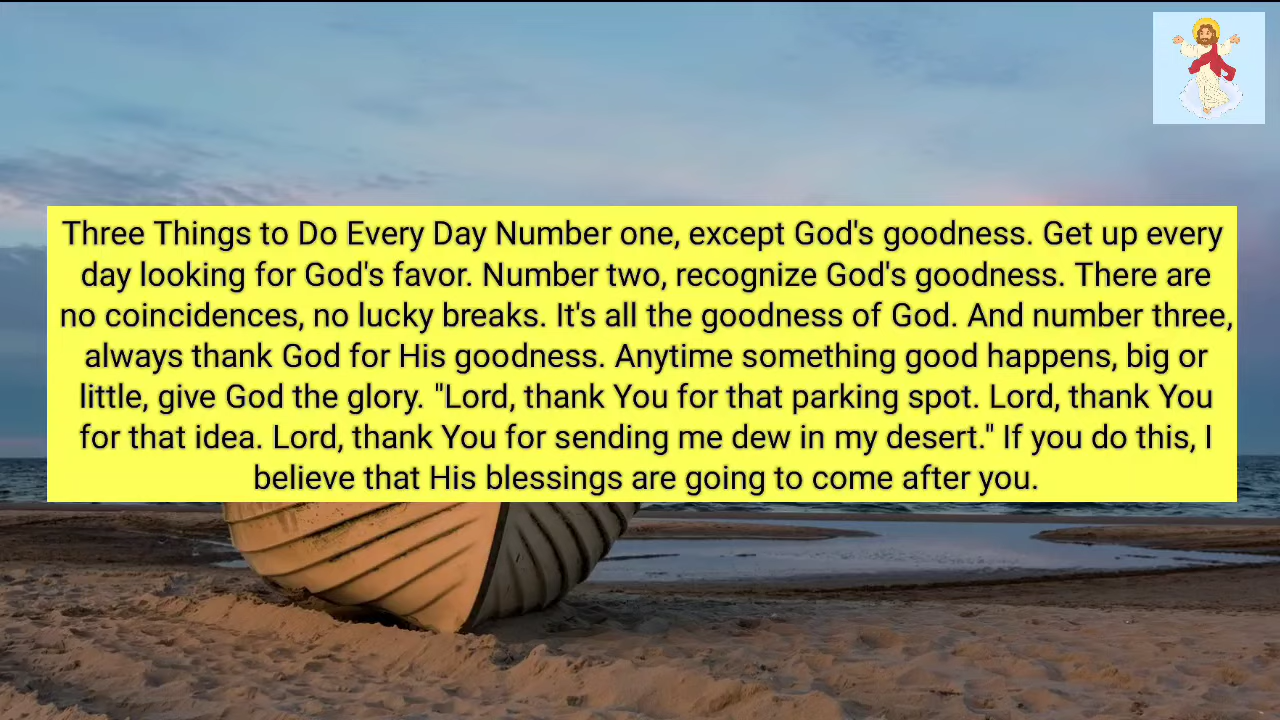 Three Things to Do Every Day Number one, except God's goodness. Get up every
day looking for God's favor. Number two, recognize God's goodness. There are
no coincidences, no lucky breaks. It's all the goodness of God. And number three,
always thank God for His goodness. Anytime something good happens, big or
little, give God the glory. "Lord, thank You for that parking spot. Lord, thank You
for that idea. Lord, thank You for sending me dew in my desert." If you do this, I
believe that His blessings are going to come after you.